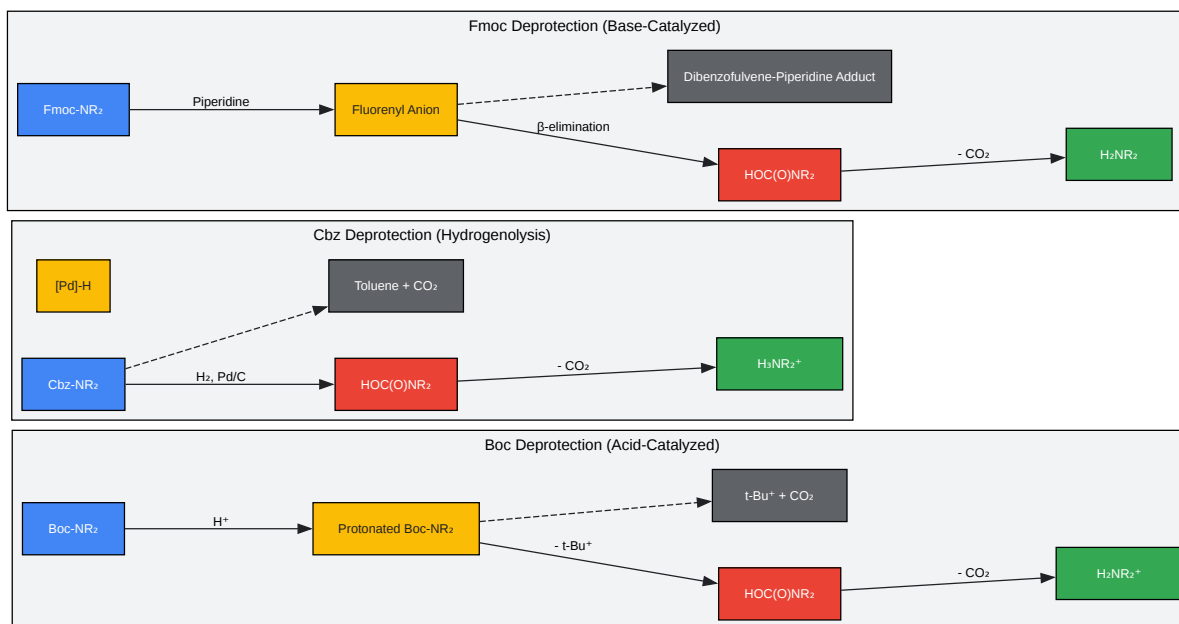 Fmoc Deprotection (Base-Catalyzed)
Fmoc-NR₂
Piperidine
Fluorenyl Anion
Dibenzofulvene-Piperidine Adduct
β-elimination
HOC(O)NR₂
- CO₂
H₂NR₂
Cbz Deprotection (Hydrogenolysis)
[Pd]-H
Toluene + CO₂
Cbz-NR₂
H₂, Pd/C
HOC(O)NR₂
- CO₂
H₃NR₂⁺
Boc Deprotection (Acid-Catalyzed)
Boc-NR₂
H⁺
Protonated Boc-NR₂
t-Bu⁺ + CO₂
- t-Bu⁺
HOC(O)NR₂
- CO₂
H₂NR₂⁺